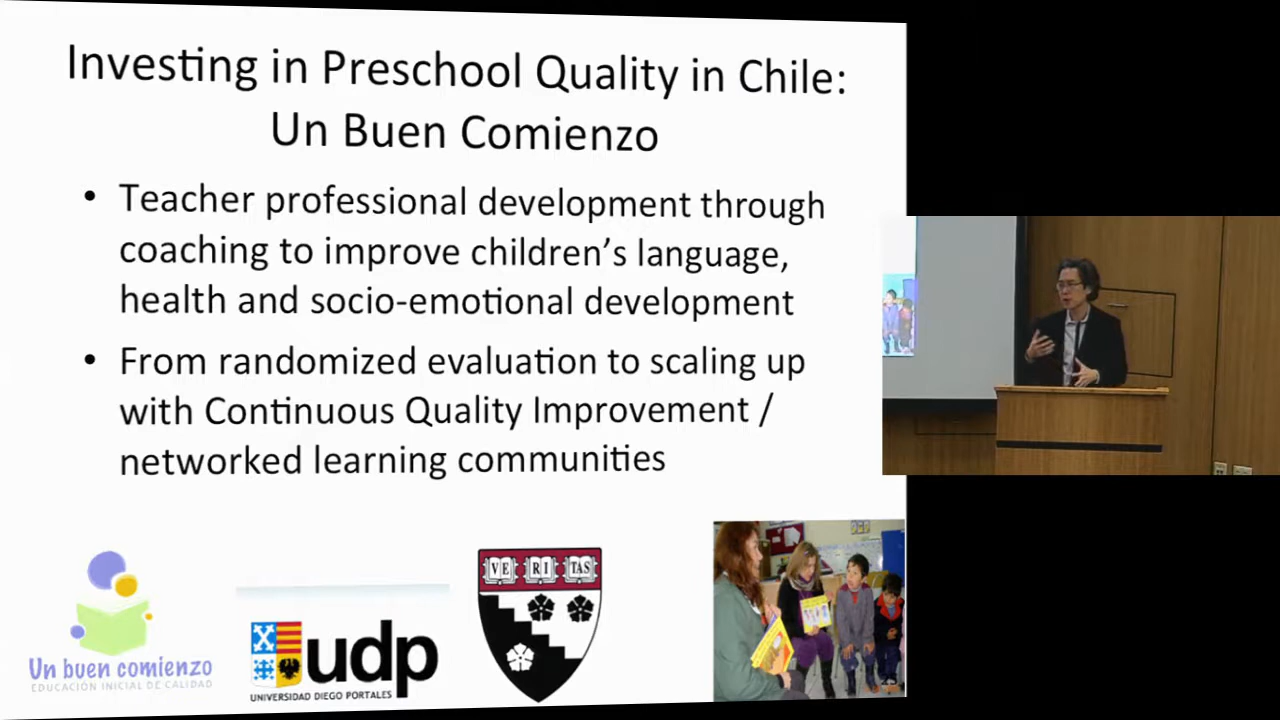 Investing in Preschool Quality in Chile:
Un Buen Comienzo
• Teacher professional development through
coaching to improve children’s language,
health and socio-emotional development
• From randomized evaluation to scaling up
with Continuous Quality Improvement /
networked learning communities
Un buen comienzo
EDUCACIÓN INICIAL DE CALIDAD
udp
UNIVERSIDAD DIEGO PORTALES
VE RI TAS